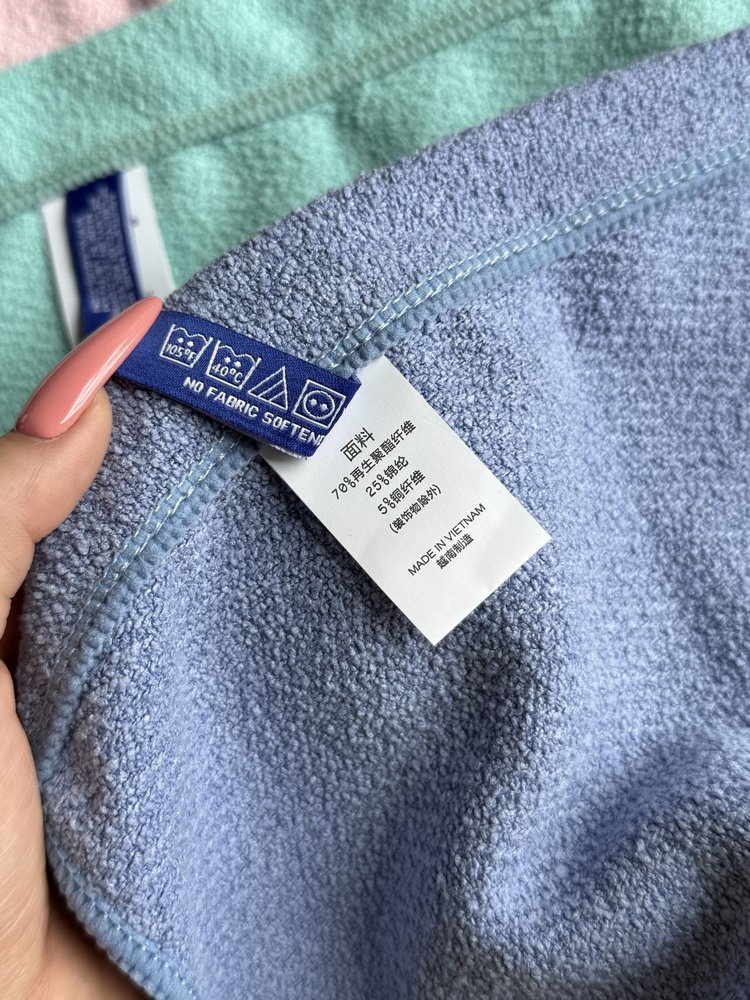 105°F
40°C
NO FABRIC SOFTEN
面料
70%再生聚酯纤维
25%锦纶
5%铜纤维
(装饰物除外)
MADE IN VIETNAM
越南制造